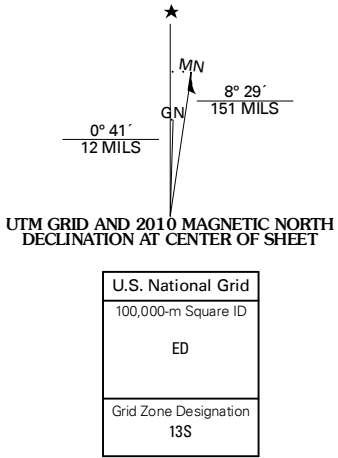 ★
MN
8° 29´
151 MILS
GN
0° 41´
12 MILS
UTM GRID AND 2010 MAGNETIC NORTH
DECLINATION AT CENTER OF SHEET
U.S. National Grid
100,000-m Square ID
ED
Grid Zone Designation
13S